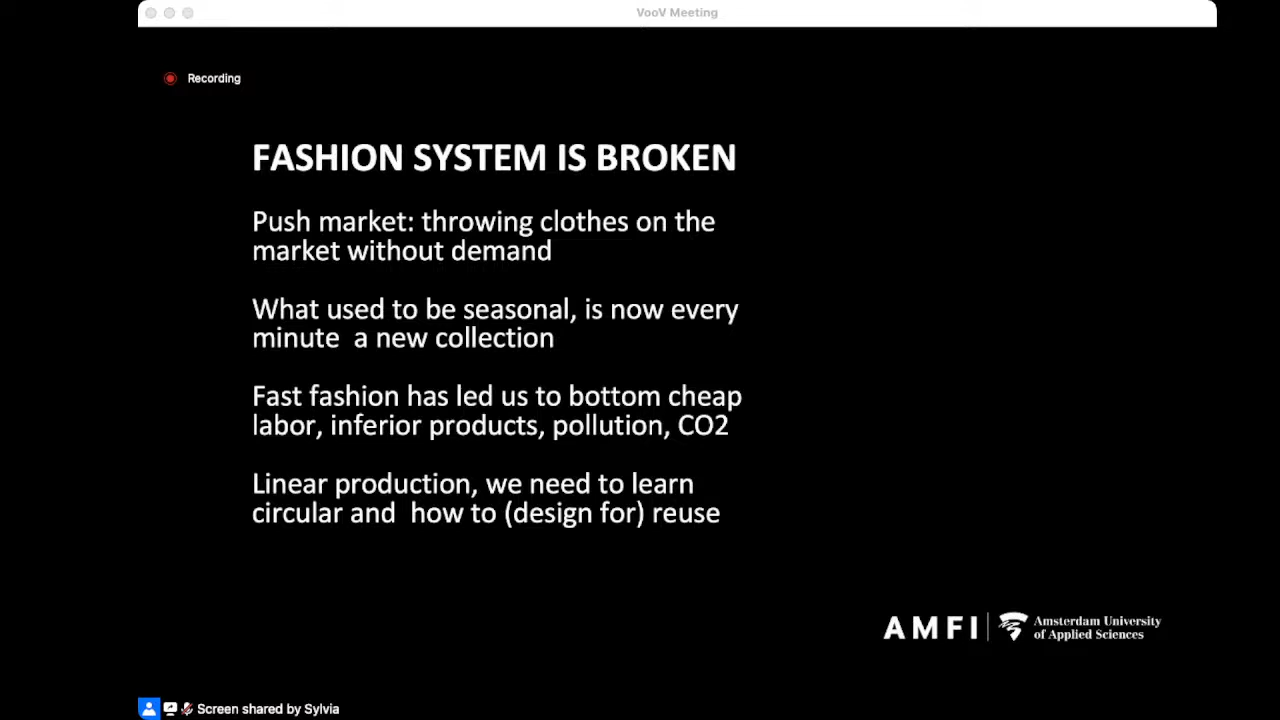 VooV Meeting
Recording
FASHION SYSTEM IS BROKEN
Push market: throwing clothes on the
market without demand
What used to be seasonal, is now every
minute  a new collection
Fast fashion has led us to bottom cheap
labor, inferior products, pollution, CO2
Linear production, we need to learn
circular and  how to (design for) reuse
AMFI
Amsterdam University
of Applied Sciences
Screen shared by Sylvia